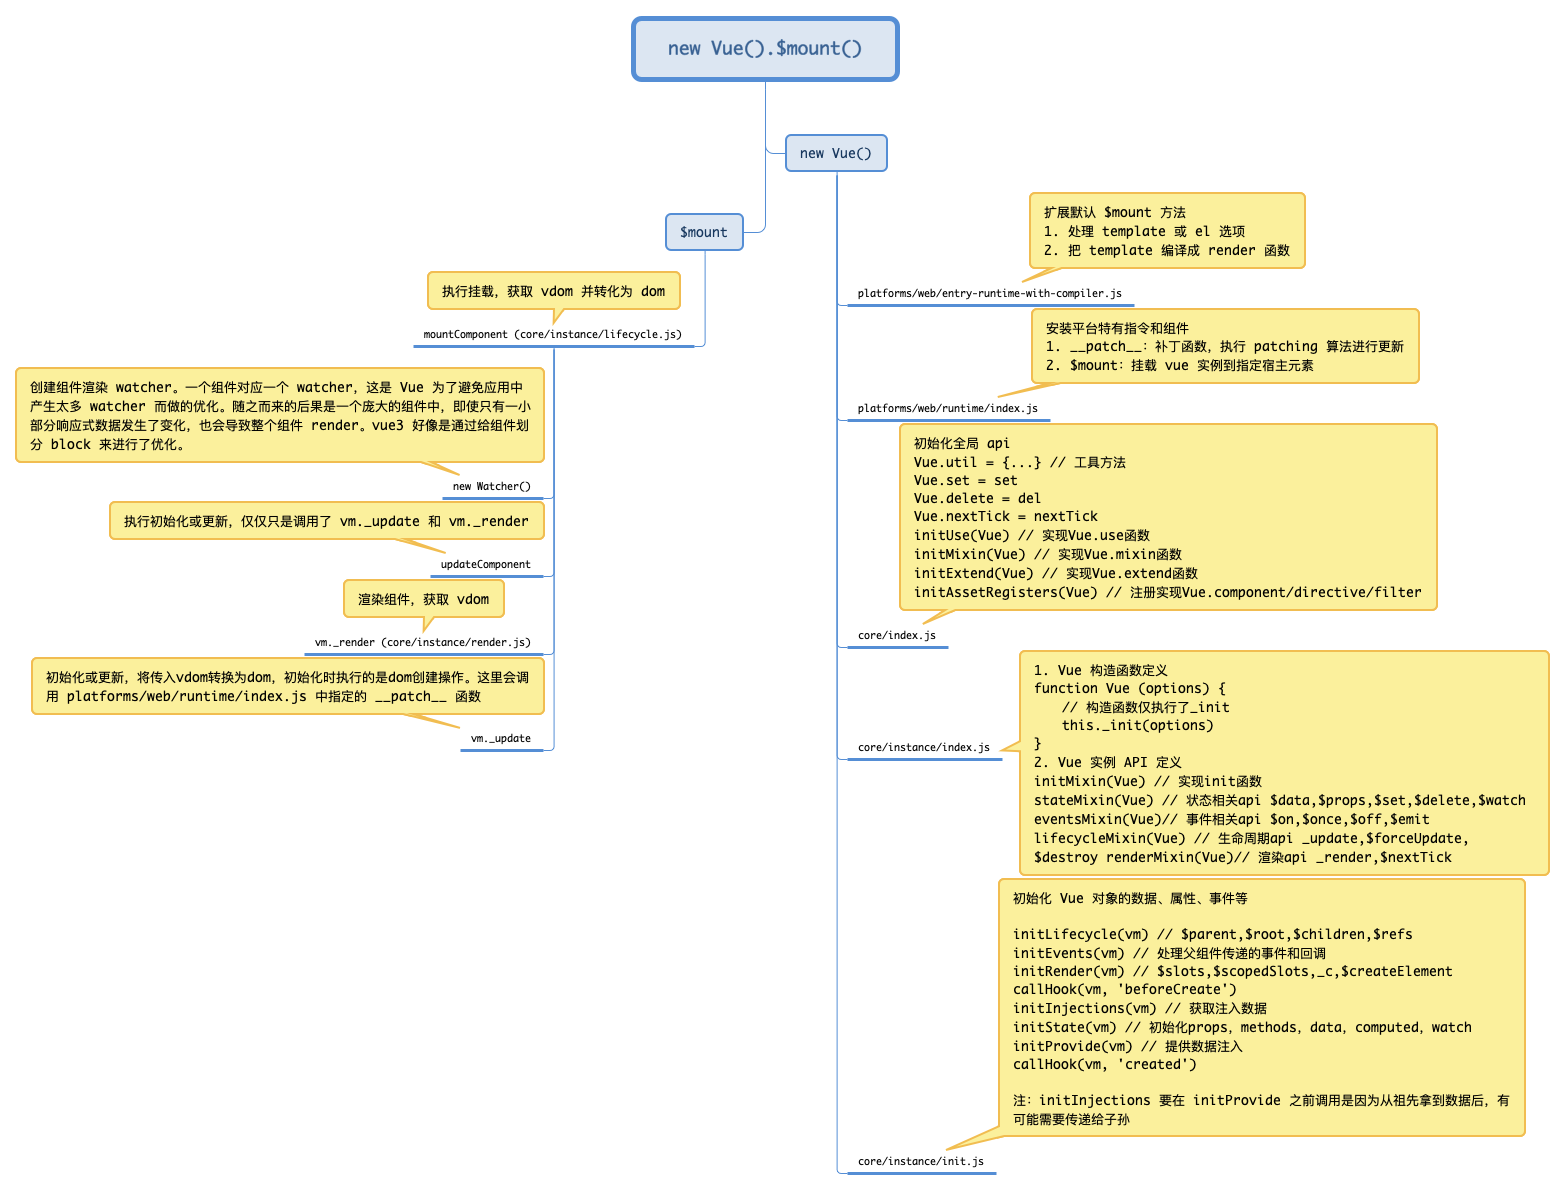 new Vue().$mount()
new Vue()
扩展默认 $mount 方法
1. 处理 template 或 el 选项
2. 把 template 编译成 render 函数
platforms/web/entry-runtime-with-compiler.js
安装平台特有指令和组件
1. __patch__: 补丁函数，执行 patching 算法进行更新
2. $mount: 挂载 vue 实例到指定宿主元素
platforms/web/runtime/index.js
初始化全局 api
Vue.util = {...} // 工具方法
Vue.set = set
Vue.delete = del
Vue.nextTick = nextTick
initUse(Vue) // 实现Vue.use函数
initMixin(Vue) // 实现Vue.mixin函数
initExtend(Vue) // 实现Vue.extend函数
initAssetRegisters(Vue) // 注册实现Vue.component/directive/filter
core/index.js
1. Vue 构造函数定义
function Vue (options) {
// 构造函数仅执行了_init
this._init(options)
}
2. Vue 实例 API 定义
initMixin(Vue) // 实现init函数
stateMixin(Vue) // 状态相关api $data,$props,$set,$delete,$watch
eventsMixin(Vue)// 事件相关api $on,$once,$off,$emit
lifecycleMixin(Vue) // 生命周期api _update,$forceUpdate,
$destroy renderMixin(Vue)// 渲染api _render,$nextTick
core/instance/index.js
初始化 Vue 对象的数据、属性、事件等
initLifecycle(vm) // $parent,$root,$children,$refs
initEvents(vm) // 处理父组件传递的事件和回调
initRender(vm) // $slots,$scopedSlots,_c,$createElement
callHook(vm, 'beforeCreate')
initInjections(vm) // 获取注入数据
initState(vm) // 初始化props，methods，data，computed，watch
initProvide(vm) // 提供数据注入
callHook(vm, 'created')
注：initInjections 要在 initProvide 之前调用是因为从祖先拿到数据后，有
可能需要传递给子孙
core/instance/init.js
$mount
执行挂载，获取 vdom 并转化为 dom
mountComponent (core/instance/lifecycle.js)
创建组件渲染 watcher。一个组件对应一个 watcher，这是 Vue 为了避免应用中
产生太多 watcher 而做的优化。随之而来的后果是一个庞大的组件中，即使只有一小
部分响应式数据发生了变化，也会导致整个组件 render。vue3 好像是通过给组件划
分 block 来进行了优化。
new Watcher()
执行初始化或更新，仅仅只是调用了 vm._update 和 vm._render
updateComponent
渲染组件，获取 vdom
vm._render (core/instance/render.js)
初始化或更新，将传入vdom转换为dom，初始化时执行的是dom创建操作。这里会调
用 platforms/web/runtime/index.js 中指定的 __patch__ 函数
vm._update